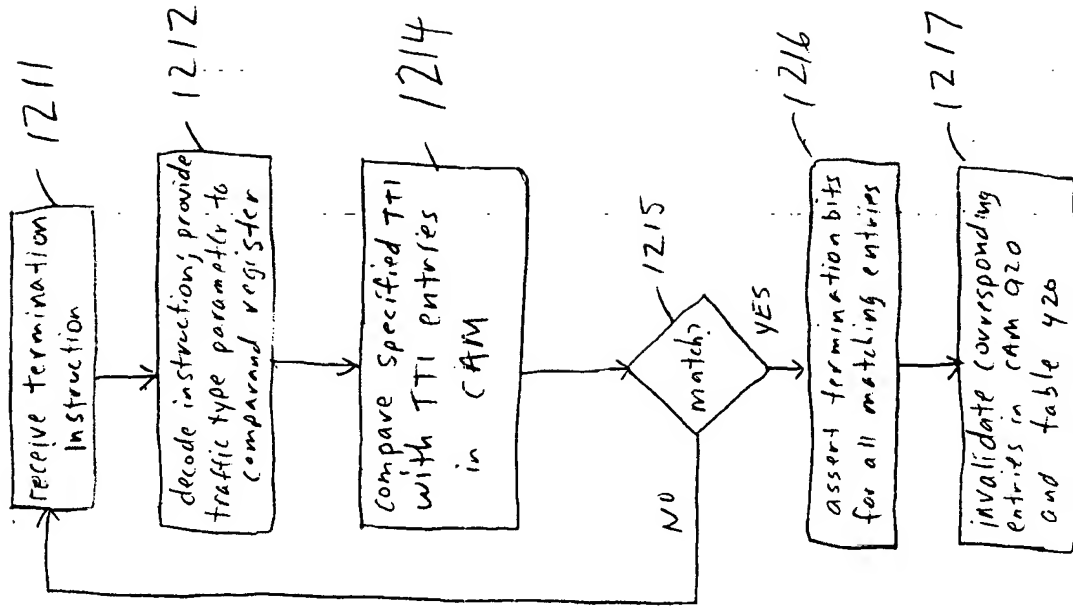 receive termination
Instruction
1211
decode instruction; provide
traffic type parameter to
comparand register
1212
Compare specified TTI
with TTI entries
in CAM
1214
match?
1215
NO
YES
assert termination bits
for all matching entries
1216
invalidate corresponding
entries in CAM 920
and table 420
1217